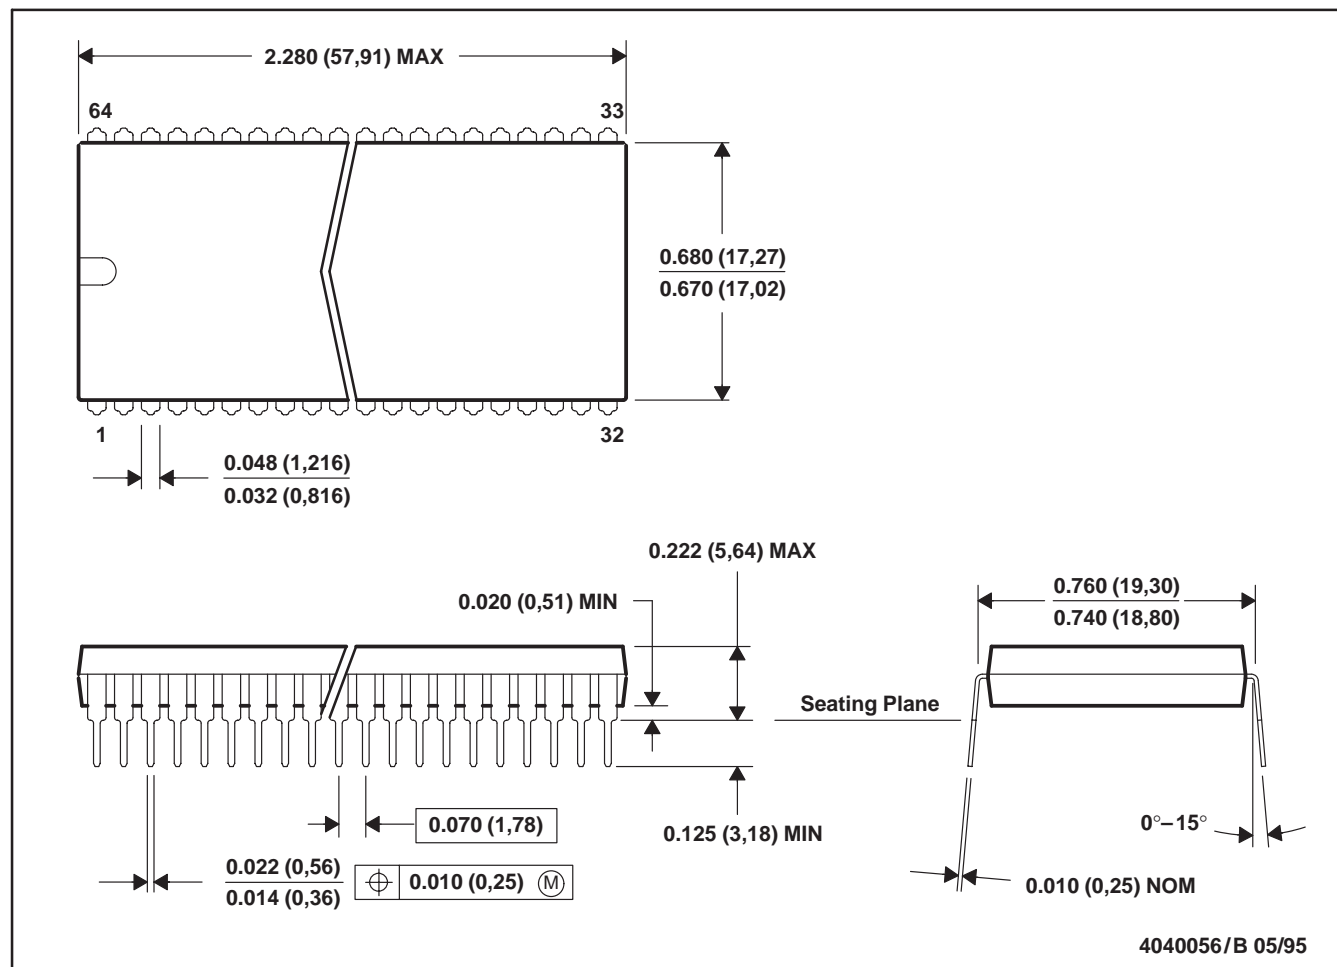 2.280 (57,91) MAX
64
33
0.680 (17,27)
0.670 (17,02)
1
32
0.048 (1,216)
0.032 (0,816)
0.222 (5,64) MAX
0.020 (0,51) MIN
0.760 (19,30)
0.740 (18,80)
Seating Plane
0.070 (1,78)
0.125 (3,18) MIN
0°–15°
0.022 (0,56)
0.014 (0,36)
0.010 (0,25) M
0.010 (0,25) NOM
4040056/B 05/95